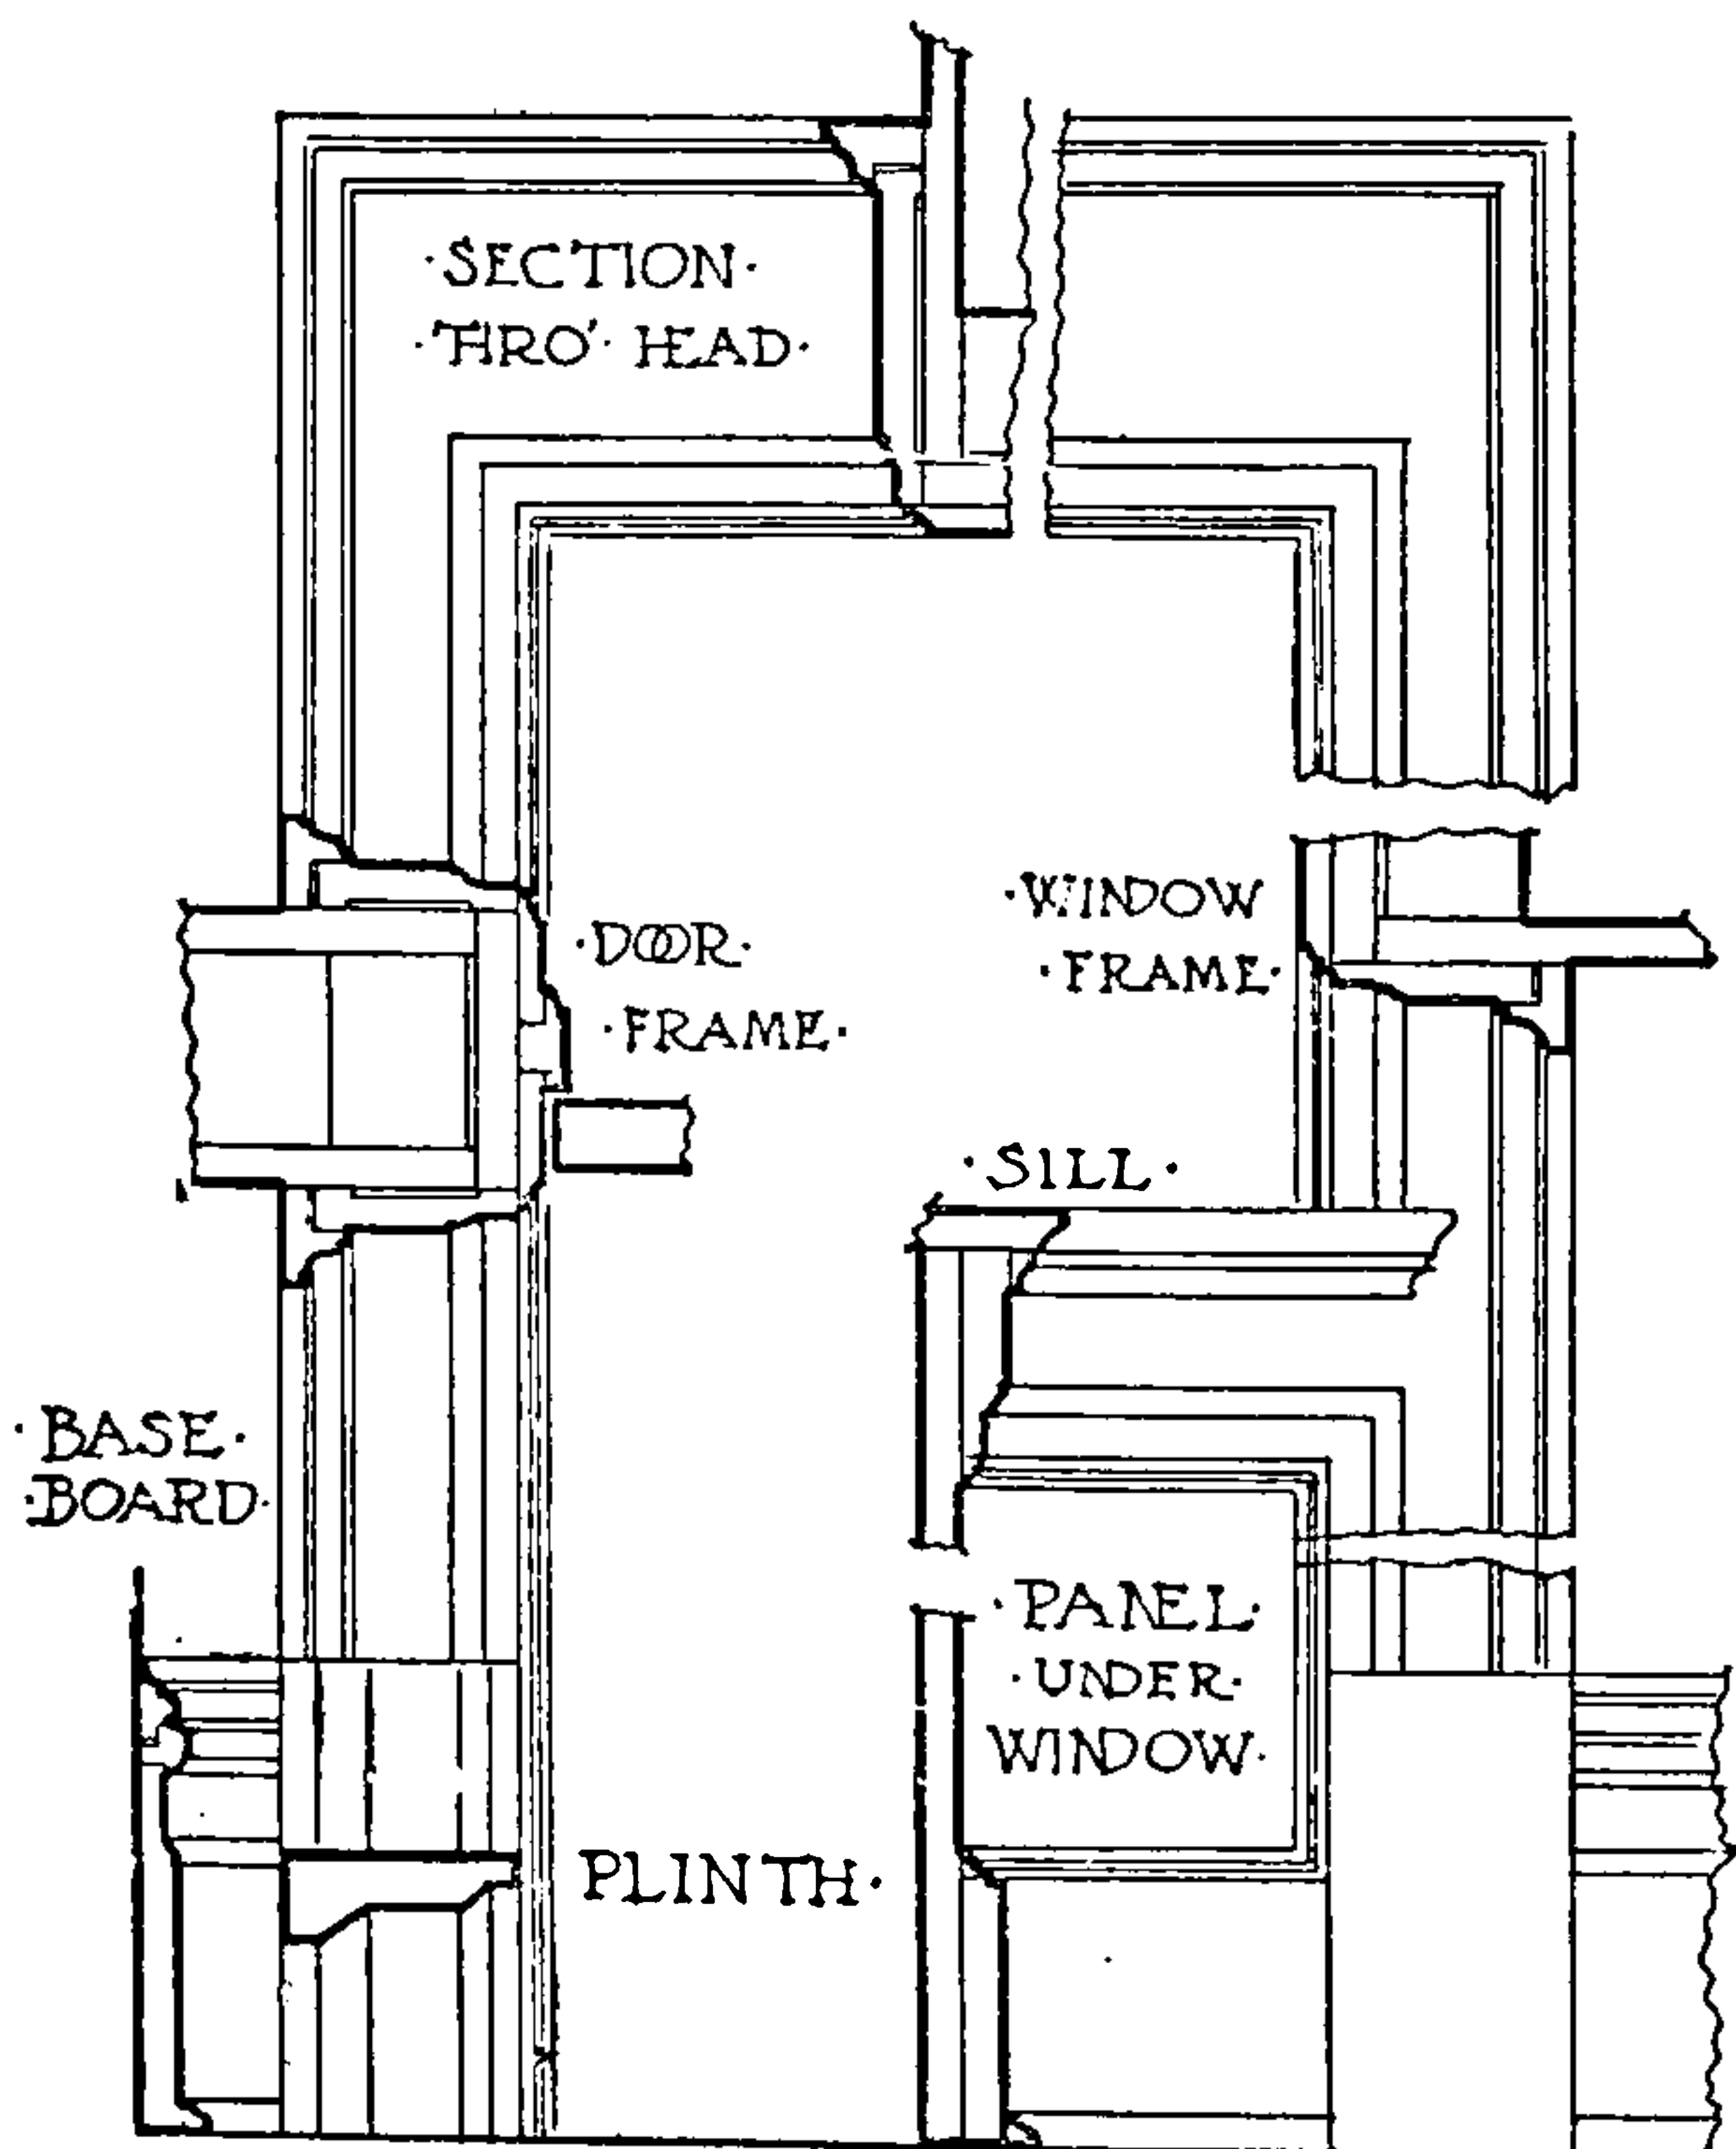 ·SECTION·
·THRO'· HEAD·
·DOOR·
·FRAME·
·WINDOW
·FRAME·
·SILL·
·BASE·
·BOARD·
·PANEL·
·UNDER·
WINDOW·
PLINTH·